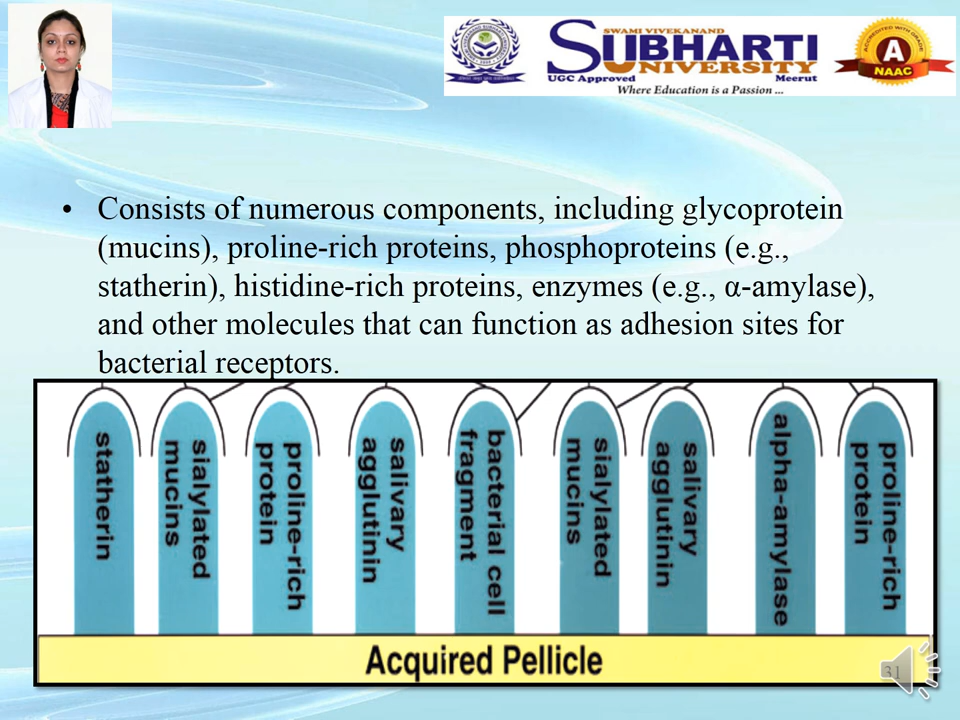 SWAMI VIVEKANAND
SUBHARTI
UNIVERSITY
UGC Approved
Meerut
Where Education is a Passion ...
ACCREDITED WITH GRADE
A
NAAC
• Consists of numerous components, including glycoprotein
(mucins), proline-rich proteins, phosphoproteins (e.g.,
statherin), histidine-rich proteins, enzymes (e.g., α-amylase),
and other molecules that can function as adhesion sites for
bacterial receptors.
statherin
sialylated
mucins
proline-rich
protein
salivary
agglutinin
bacterial cell
fragment
sialylated
mucins
salivary
agglutinin
alpha-amylase
proline-rich
protein
Acquired Pellicle
31